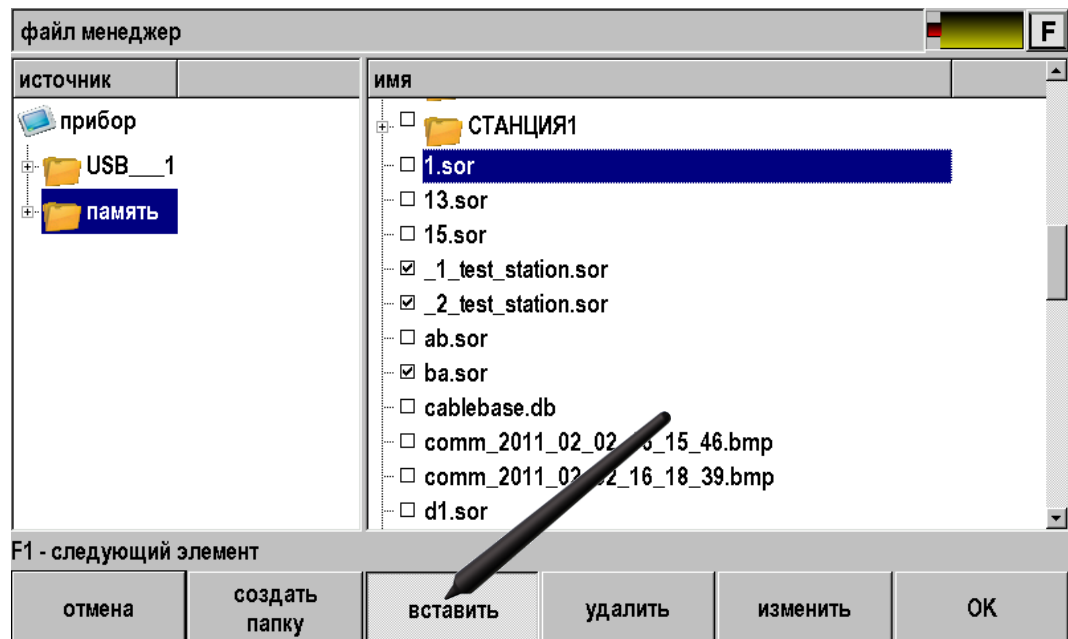 файл менеджер
F
источник
имя
прибор
USB___1
память
СТАНЦИЯ1
1.sor
13.sor
15.sor
_1_test_station.sor
_2_test_station.sor
ab.sor
ba.sor
cablebase.db
comm_2011_02_02_16_15_46.bmp
comm_2011_02_02_16_18_39.bmp
d1.sor
F1 - следующий элемент
отмена
создать
папку
вставить
удалить
изменить
OK